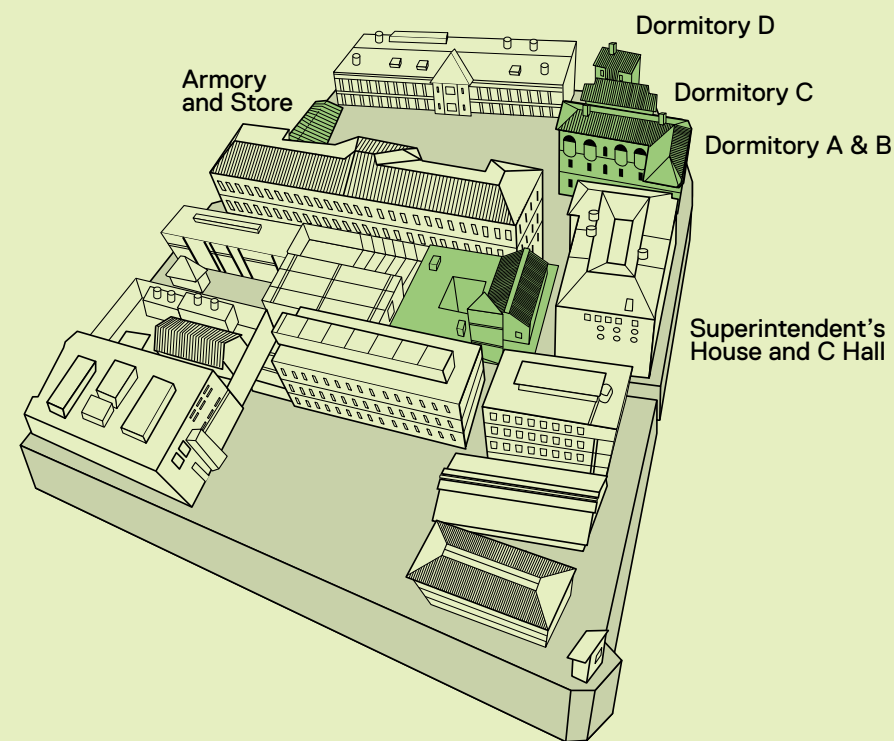 Dormitory D
Armory
and Store
Dormitory C
Dormitory A & B
Superintendent’s
House and C Hall